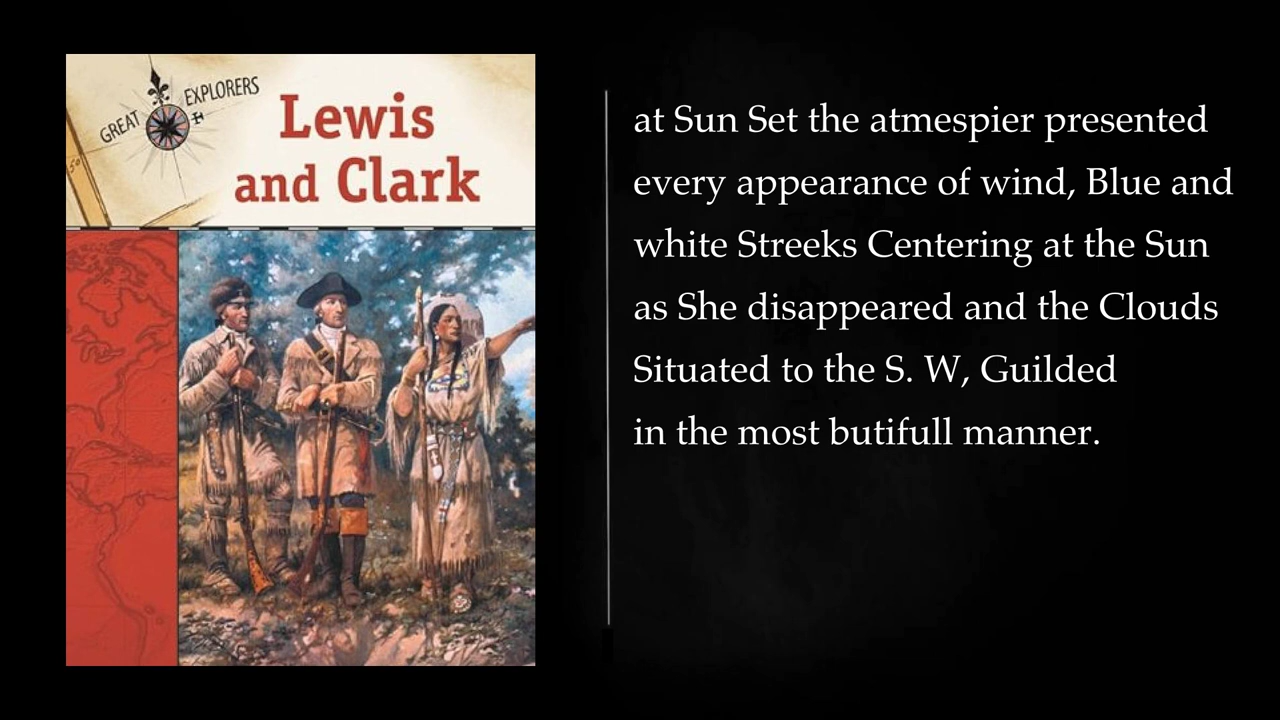 GREAT EXPLORERS
Lewis
and Clark
at Sun Set the atmespier presented
every appearance of wind, Blue and
white Streeks Centering at the Sun
as She disappeared and the Clouds
Situated to the S. W, Guilded
in the most butifull manner.